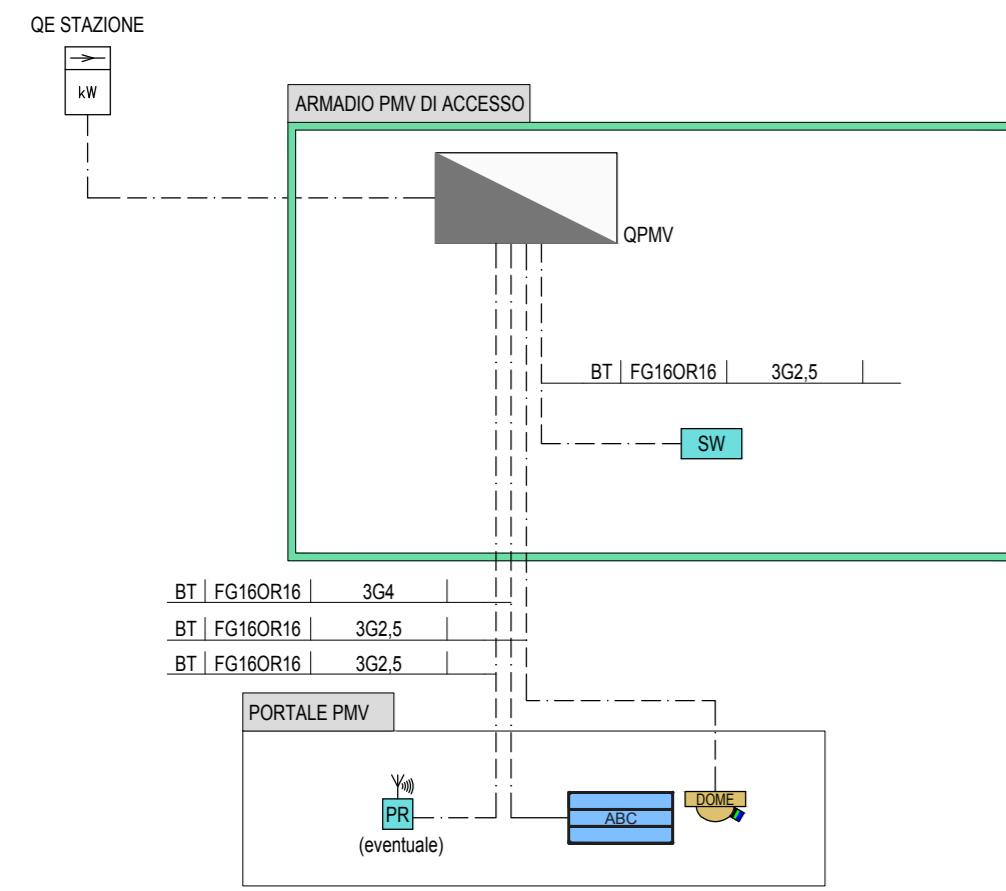 QE STAZIONE
kW
ARMADIO PMV DI ACCESSO
QPMV
BT FG16OR16 3G2,5
SW
BT FG16OR16 3G4
BT FG16OR16 3G2,5
BT FG16OR16 3G2,5
PORTALE PMV
PR
(eventuale)
ABC
DOME